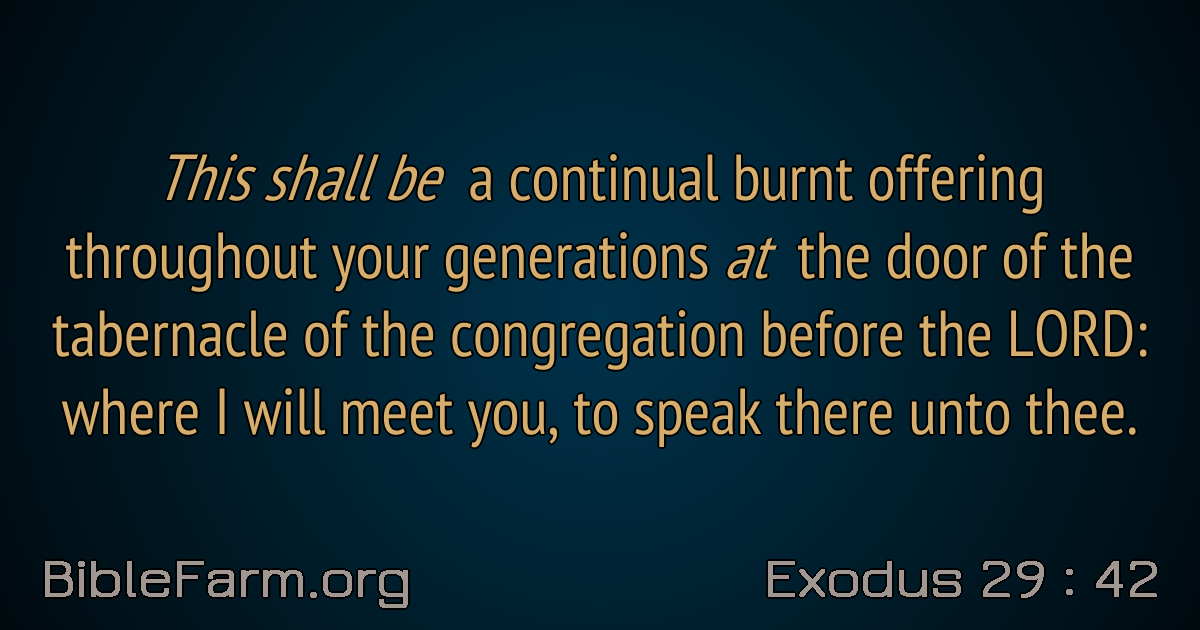 This shall be a continual burnt offering
throughout your generations at the door of the
tabernacle of the congregation before the LORD:
where I will meet you, to speak there unto thee.
BibleFarm.org
Exodus 29 : 42